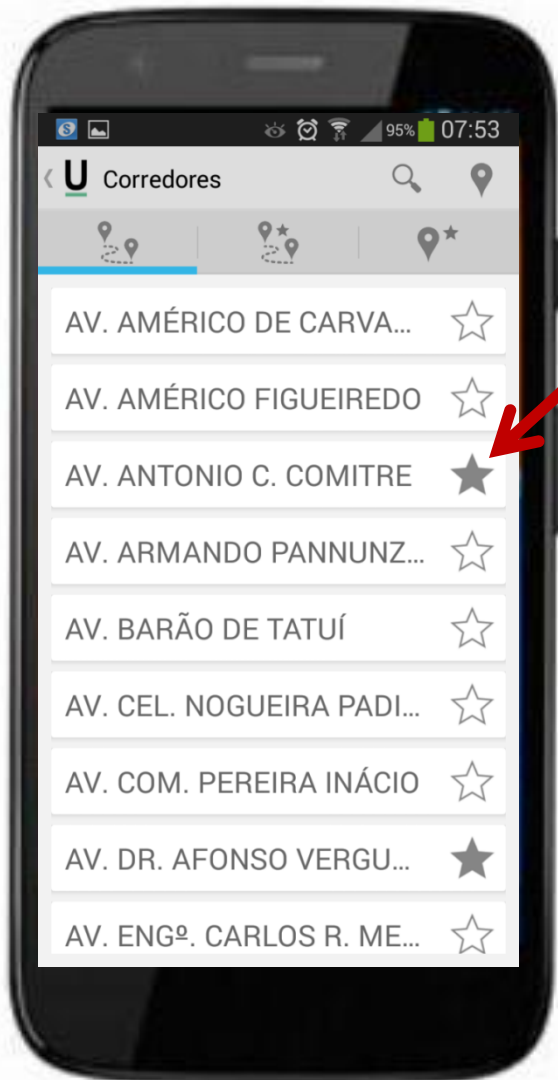 95% 07:53
U Corredores
AV. AMÉRICO DE CARVA...
AV. AMÉRICO FIGUEIREDO
AV. ANTONIO C. COMITRE
AV. ARMANDO PANNUNZ...
AV. BARÃO DE TATUÍ
AV. CEL. NOGUEIRA PADI...
AV. COM. PEREIRA INÁCIO
AV. DR. AFONSO VERGU...
AV. ENGº. CARLOS R. ME...